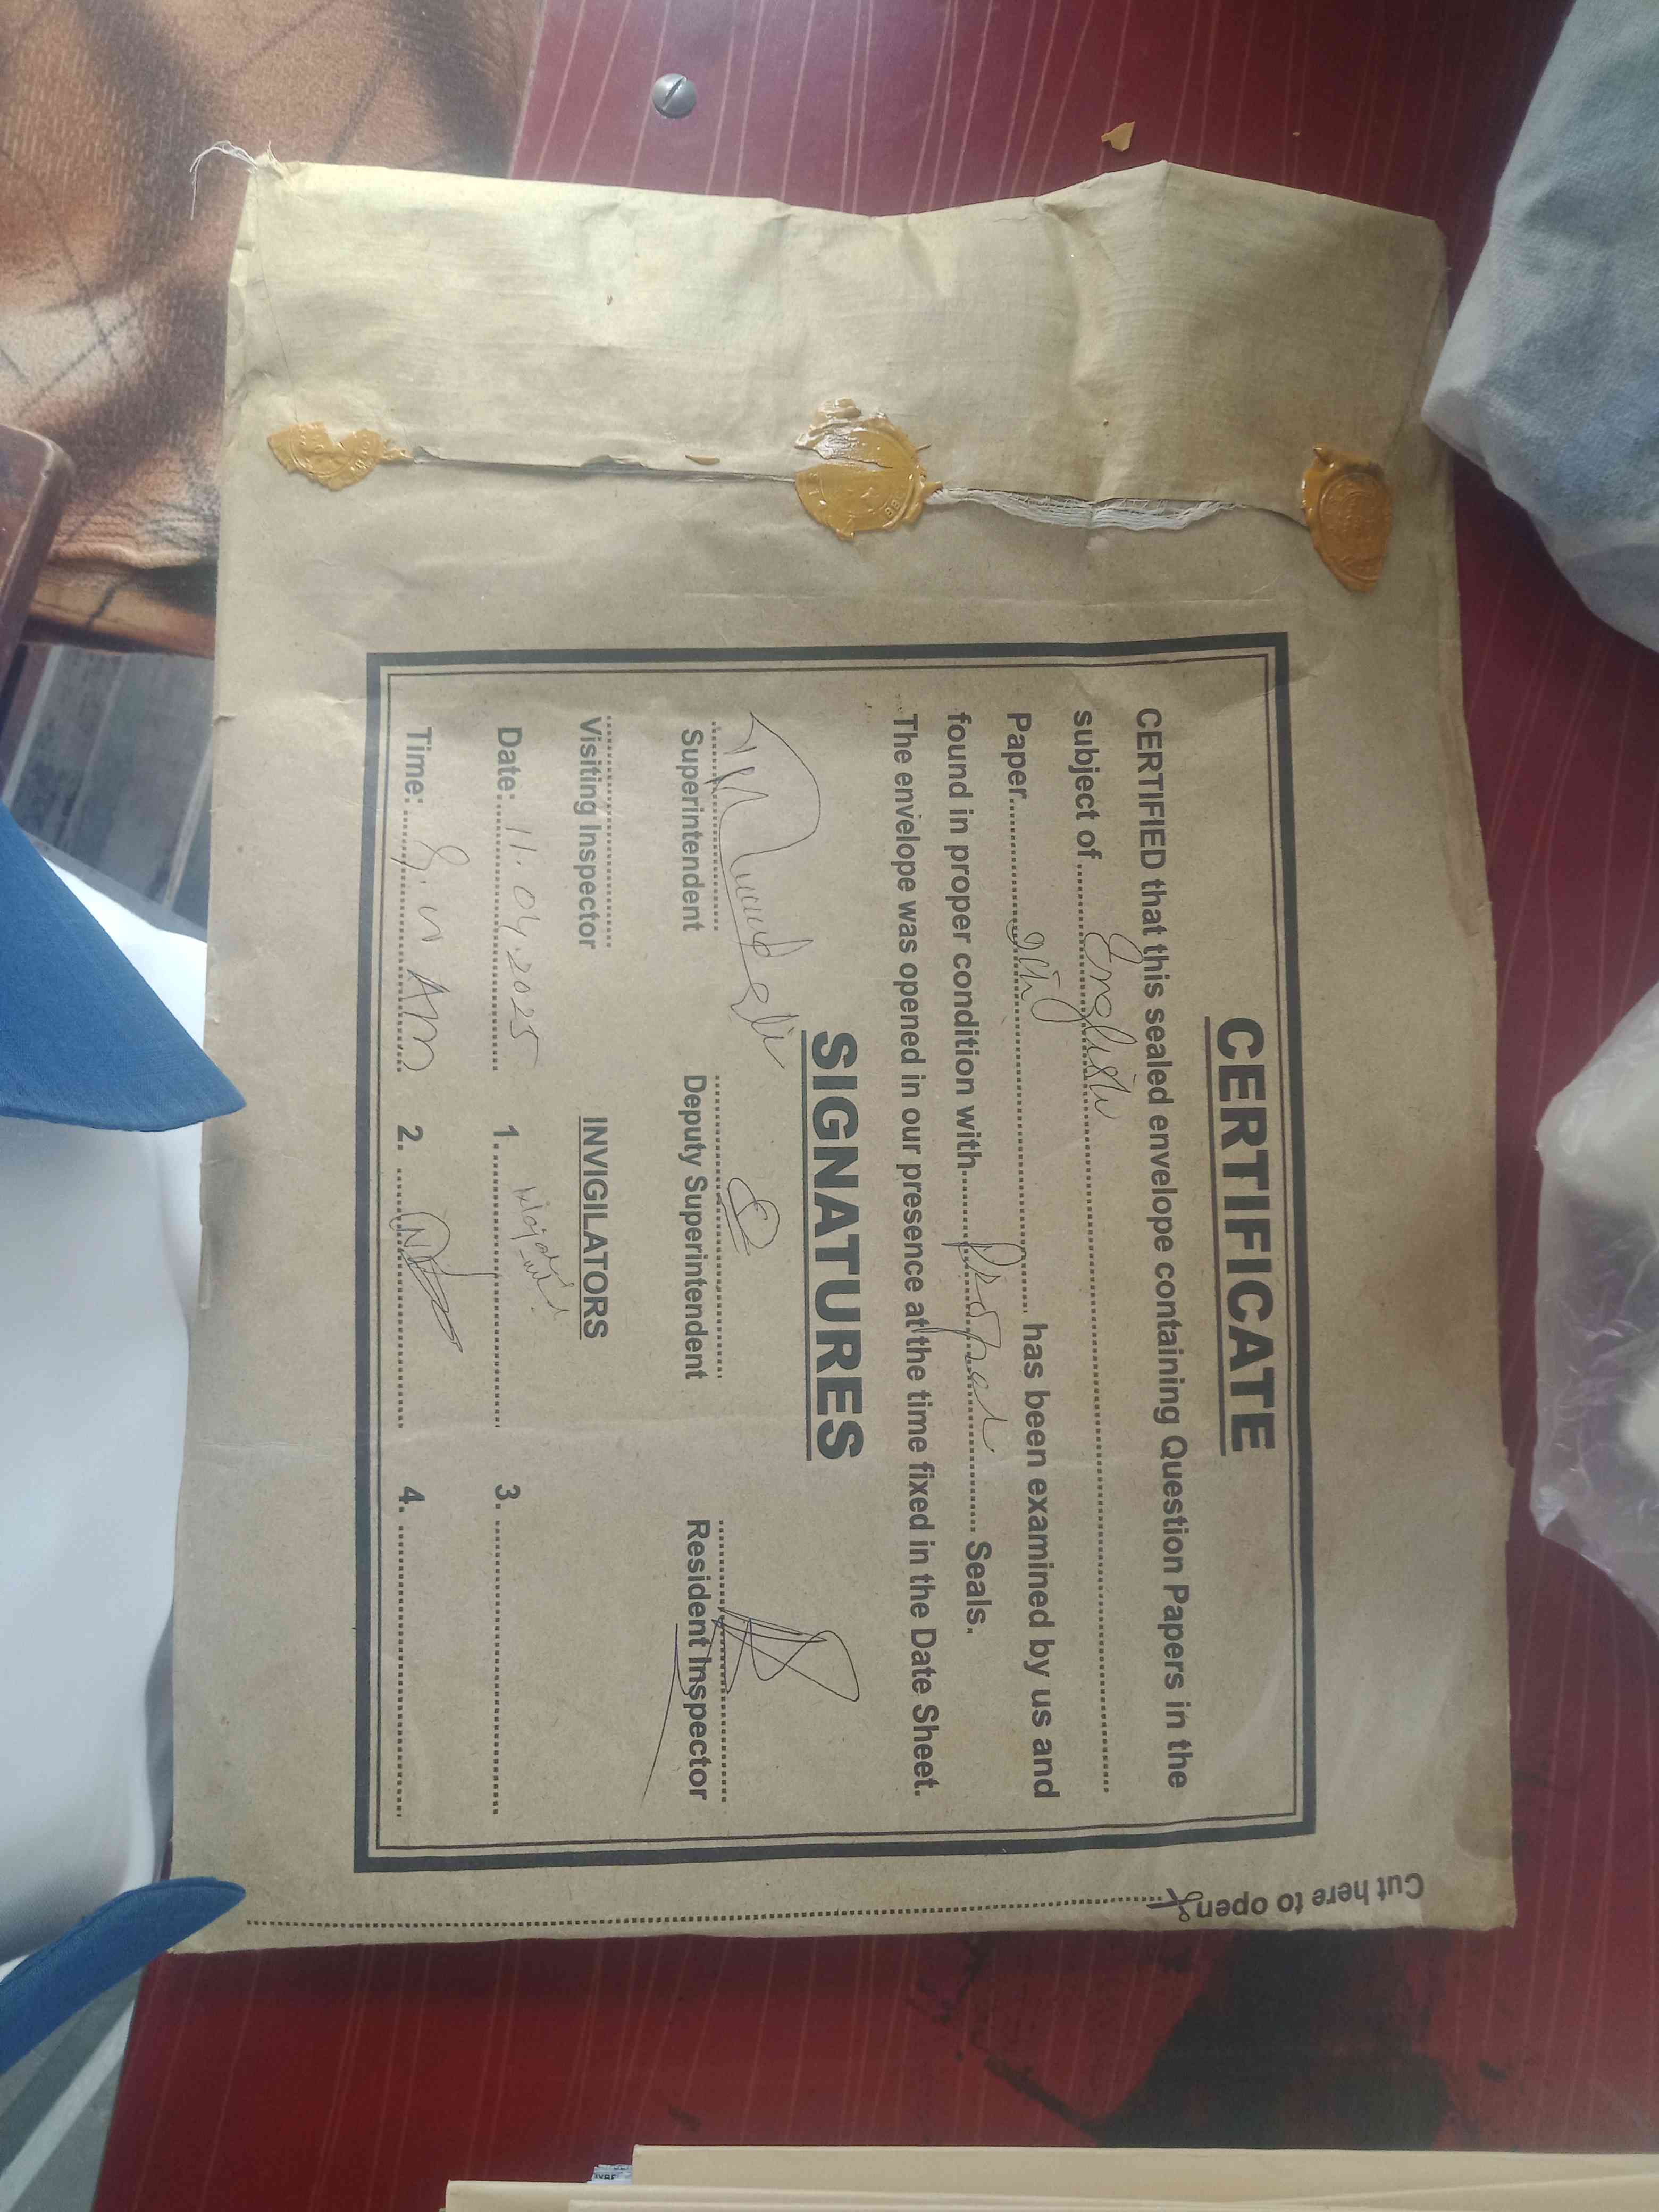 CERTIFICATE
CERTIFIED that this sealed envelope containing Question Papers in the
subject of English
Paper 9th has been examined by us and
found in proper condition with Proper Seals.
The envelope was opened in our presence at the time fixed in the Date Sheet.
SIGNATURES
Superintendent Deputy Superintendent Resident Inspector
Visiting Inspector INVIGILATORS
Date: 11.04.2025 1. 3.
Time: AM 2. 4.
Cut here to open